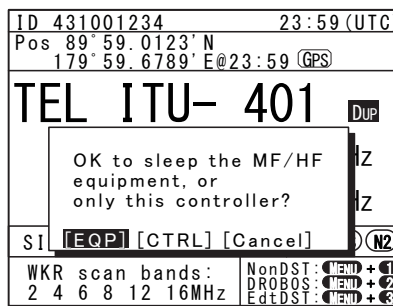 ID 431001234 23:59(UTC
Pos 89°59.0123'N
179°59.6789'E@23:59 GPS
TEL ITU– 401 DUP
OK to sleep the MF/HF
equipment, or
only this controller?
Hz
Hz
[EQP] [CTRL] [Cancel]
SI N2
WKR scan bands:
2 4 6 8 12 16MHz
NonDST: MENU + 1
DROBOS: MENU + 2
EdtDST: MENU + 3